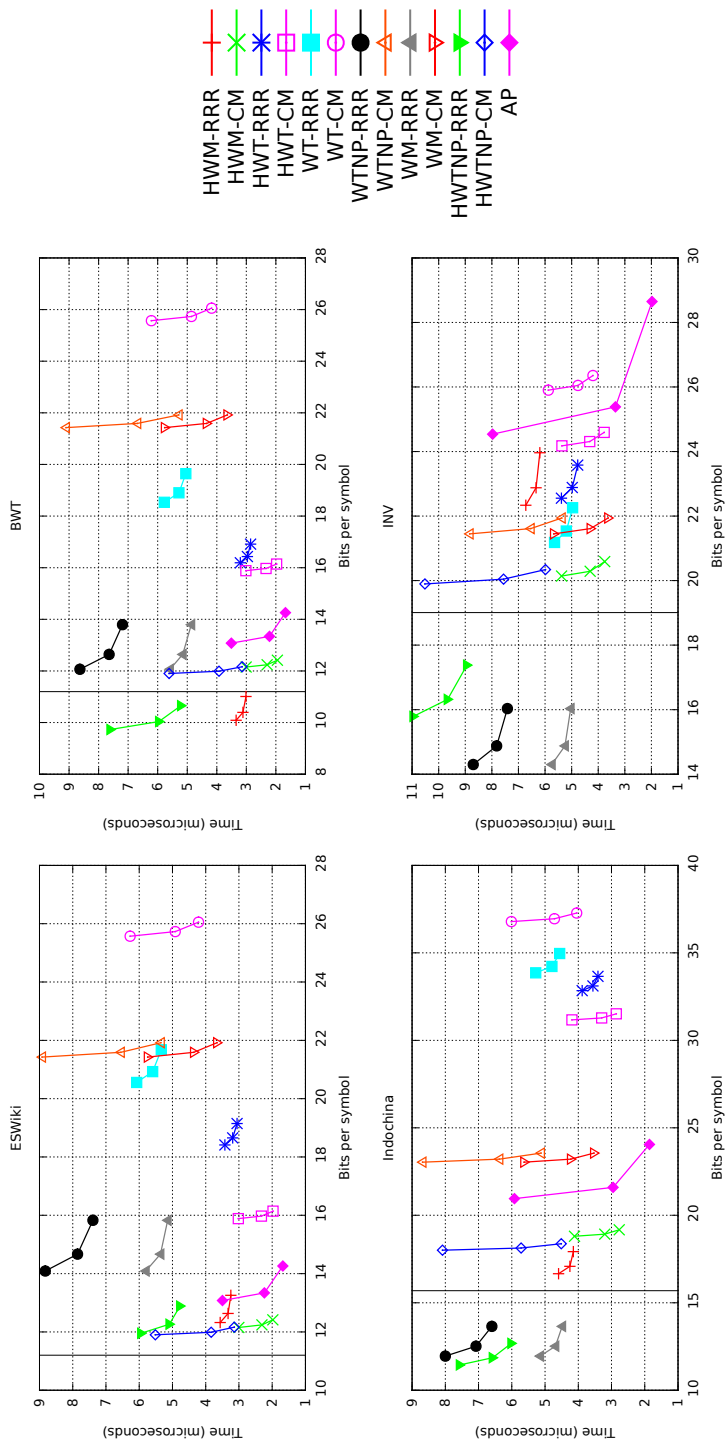 ESWiki
9
8
7
6
5
4
3
2
1
10 12 14 16 18 20 22 24 26 28
Time (microseconds)
Bits per symbol
BWT
10
9
8
7
6
5
4
3
2
1
8 10 12 14 16 18 20 22 24 26 28
Time (microseconds)
Bits per symbol
Indochina
9
8
7
6
5
4
3
2
1
10 15 20 25 30 35 40
Time (microseconds)
Bits per symbol
INV
11
10
9
8
7
6
5
4
3
2
1
14 16 18 20 22 24 26 28 30
Time (microseconds)
Bits per symbol
HWM-RRR
HWM-CM
HWT-RRR
HWT-CM
WT-RRR
WT-CM
WTNP-RRR
WTNP-CM
WM-RRR
WM-CM
HWTNP-RRR
HWTNP-CM
AP